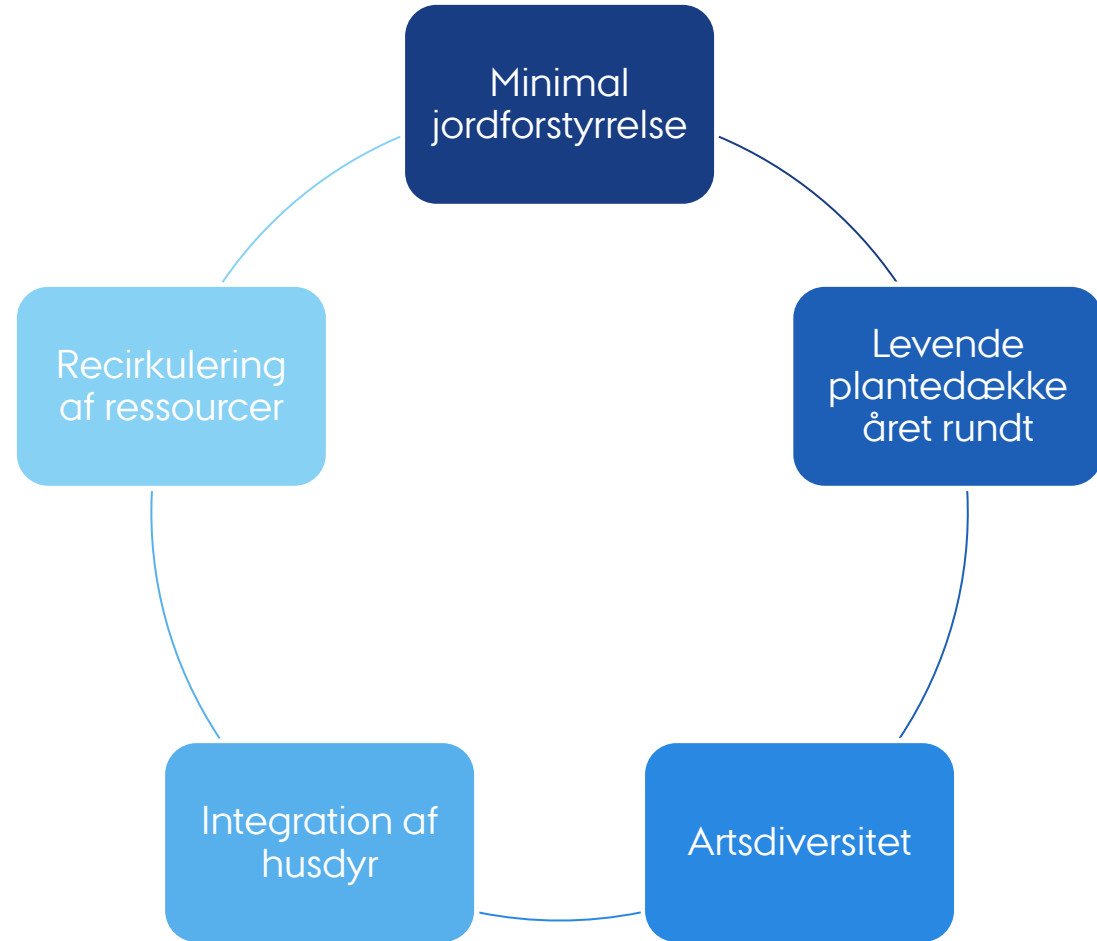 Minimal
jordforstyrrelse
Levende
plantedække
året rundt
Artsdiversitet
Integration af
husdyr
Recirkulering
af ressourcer